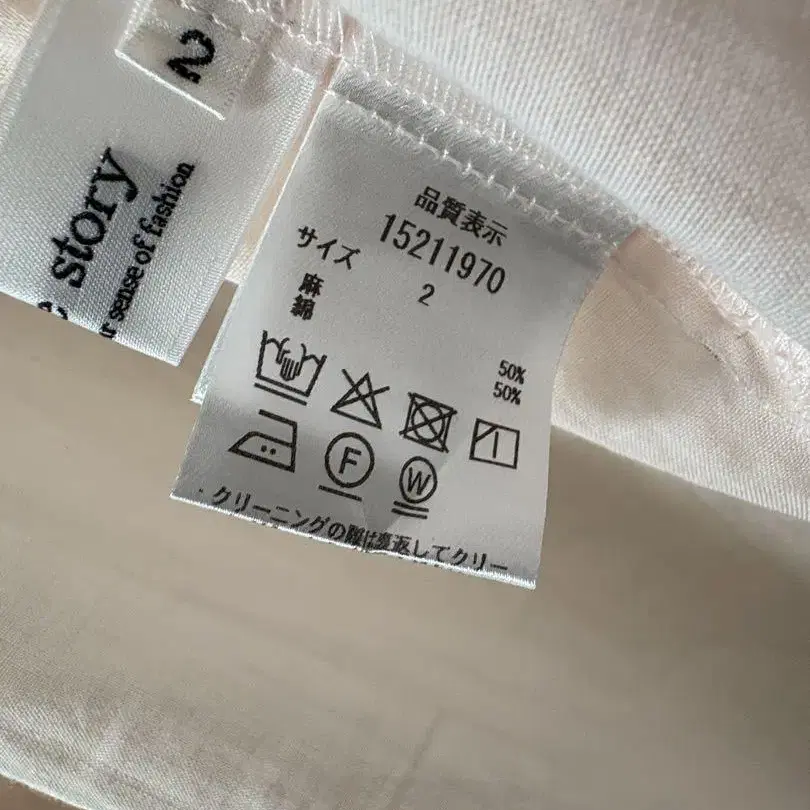 2
story
sense of fashion
品質表示
15211970
サイズ 2
麻 50%
綿 50%
F
W
・クリーニングの際は裏返してクリー